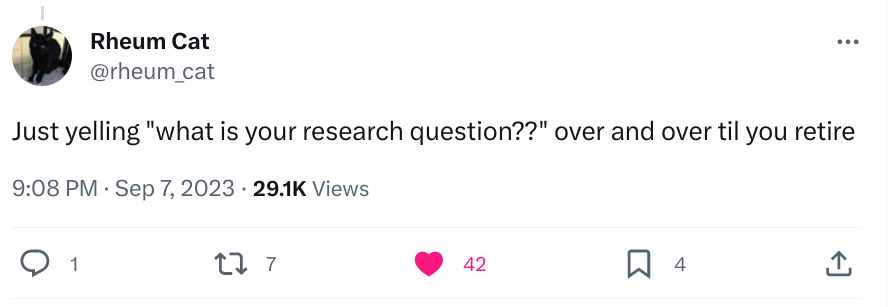 Rheum Cat
@rheum_cat
Just yelling "what is your research question??" over and over til you retire
9:08 PM · Sep 7, 2023 · 29.1K Views
1 7 42 4